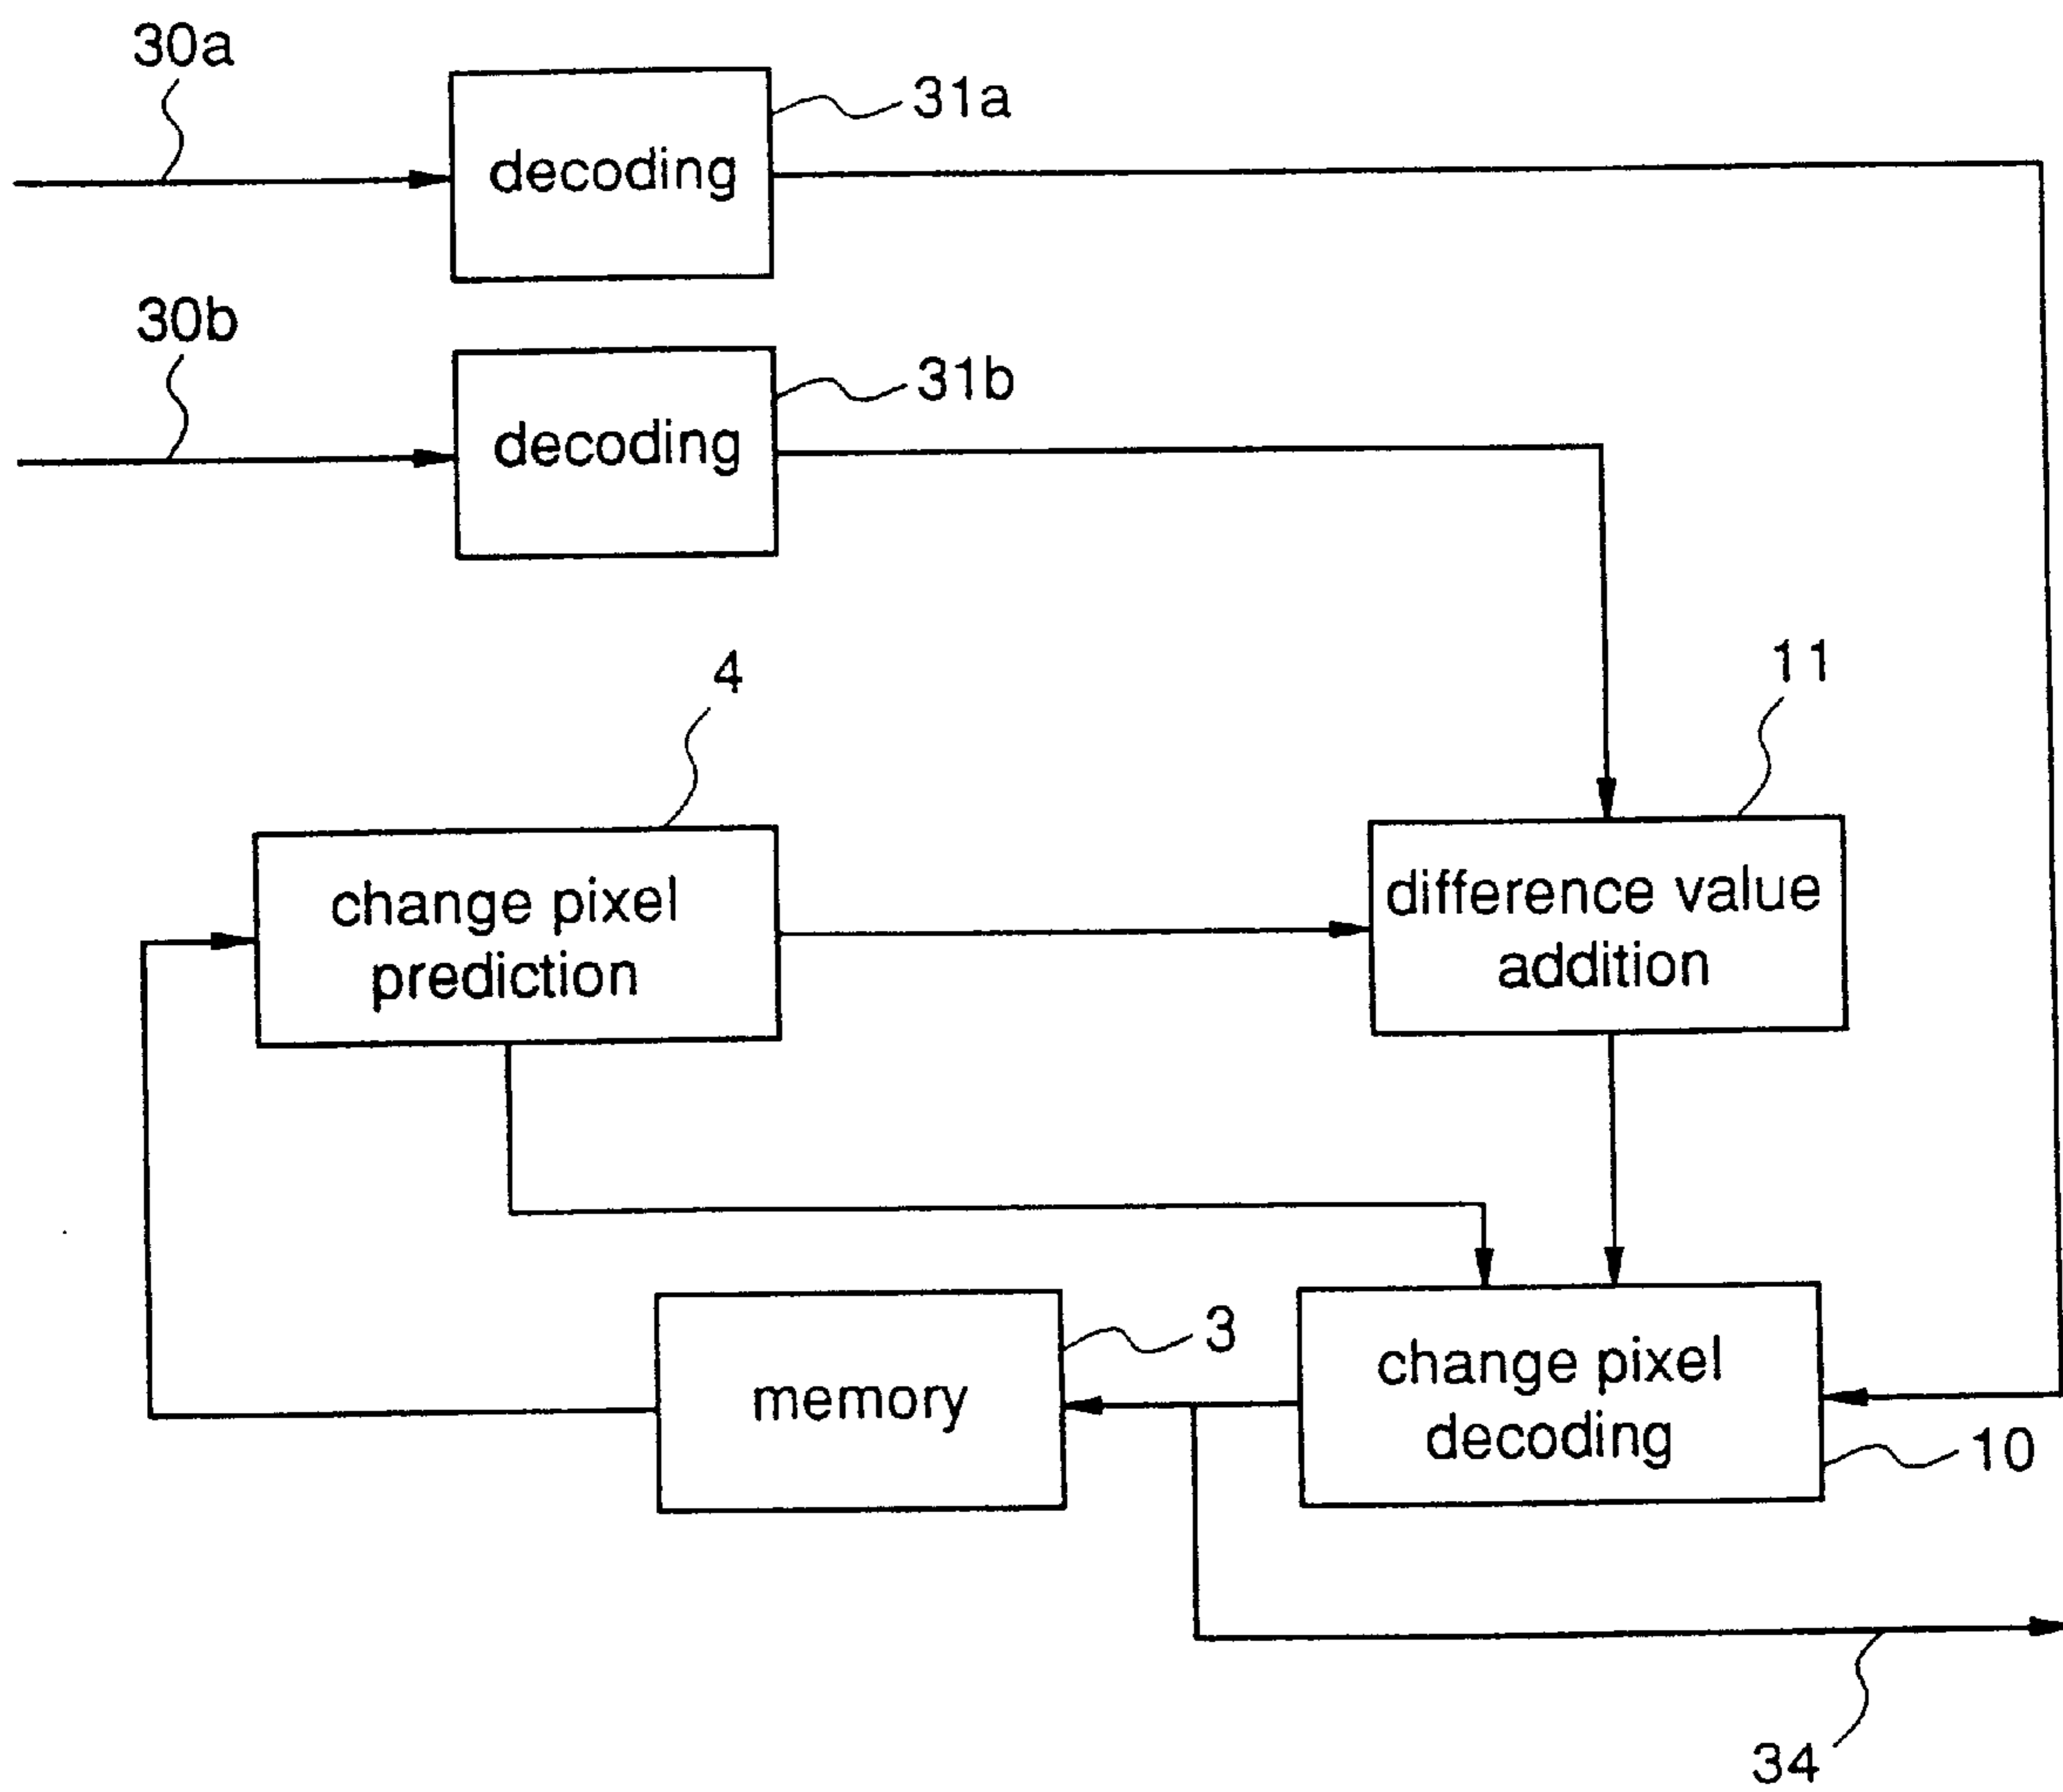 30a
31a
decoding
30b
31b
decoding
4
11
change pixel
prediction
difference value
addition
3
memory
change pixel
decoding
10
34